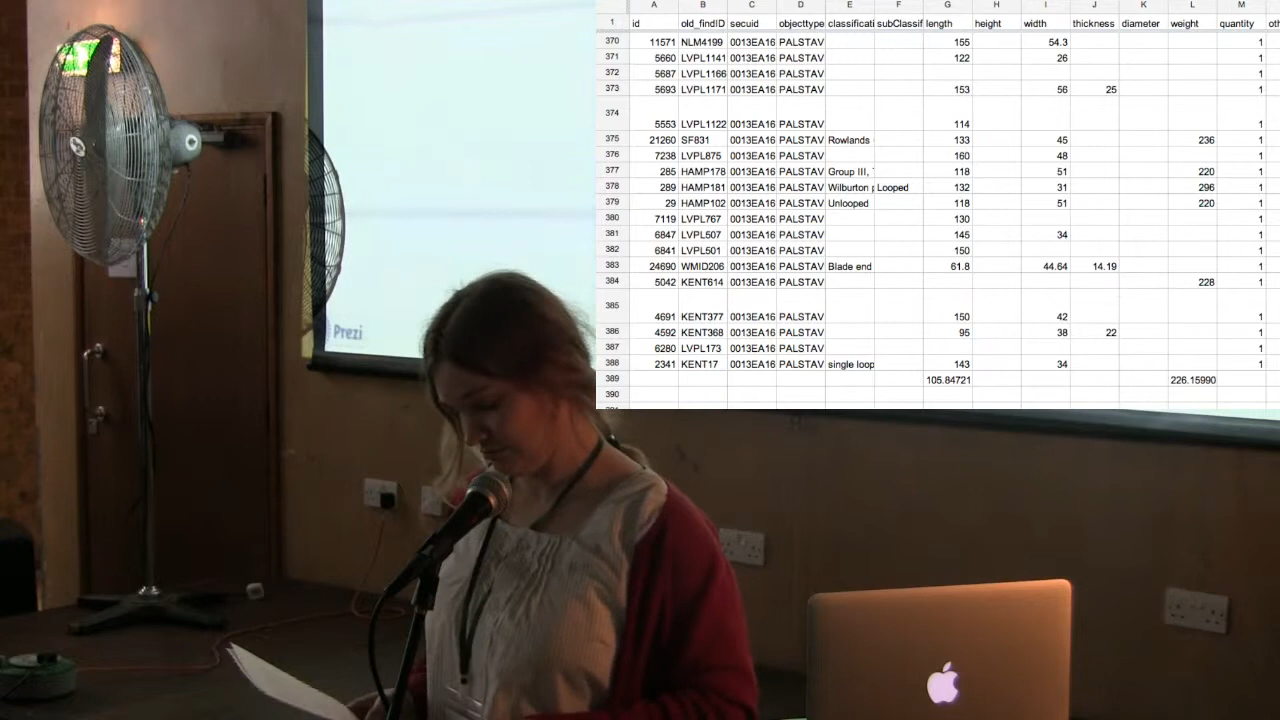 A B C D E F G H I J K L M
1 id old_findID secuid objecttype classificati subClassif length height width thickness diameter weight quantity
370 11571 NLM4199 0013EA16 PALSTAV 155 54.3 1
371 5660 LVPL1141 0013EA16 PALSTAV 122 26 1
372 5687 LVPL1166 0013EA16 PALSTAV 1
373 5693 LVPL1171 0013EA16 PALSTAV 153 56 25 1
374 5553 LVPL1122 0013EA16 PALSTAV 114 1
375 21260 SF831 0013EA16 PALSTAV Rowlands 45 133 236 1
376 7238 LVPL875 0013EA16 PALSTAV 160 48 1
377 285 HAMP178 0013EA16 PALSTAV Group III, 118 51 220 1
378 289 HAMP181 0013EA16 PALSTAV Wilburton p Looped 132 31 296 1
379 29 HAMP102 0013EA16 PALSTAV Unlooped 118 51 220 1
380 7119 LVPL767 0013EA16 PALSTAV 130 1
381 6847 LVPL507 0013EA16 PALSTAV 145 34 1
382 6841 LVPL501 0013EA16 PALSTAV 150 1
383 24690 WMID206 0013EA16 PALSTAV Blade end 61.8 44.64 14.19 1
384 5042 KENT614 0013EA16 PALSTAV 228 1
385 4691 KENT377 0013EA16 PALSTAV 150 42 1
386 4592 KENT368 0013EA16 PALSTAV 95 38 22 1
387 6280 LVPL173 0013EA16 PALSTAV 1
388 2341 KENT17 0013EA16 PALSTAV single loop 143 34 1
389 105.84721 226.15990
390
Prezi